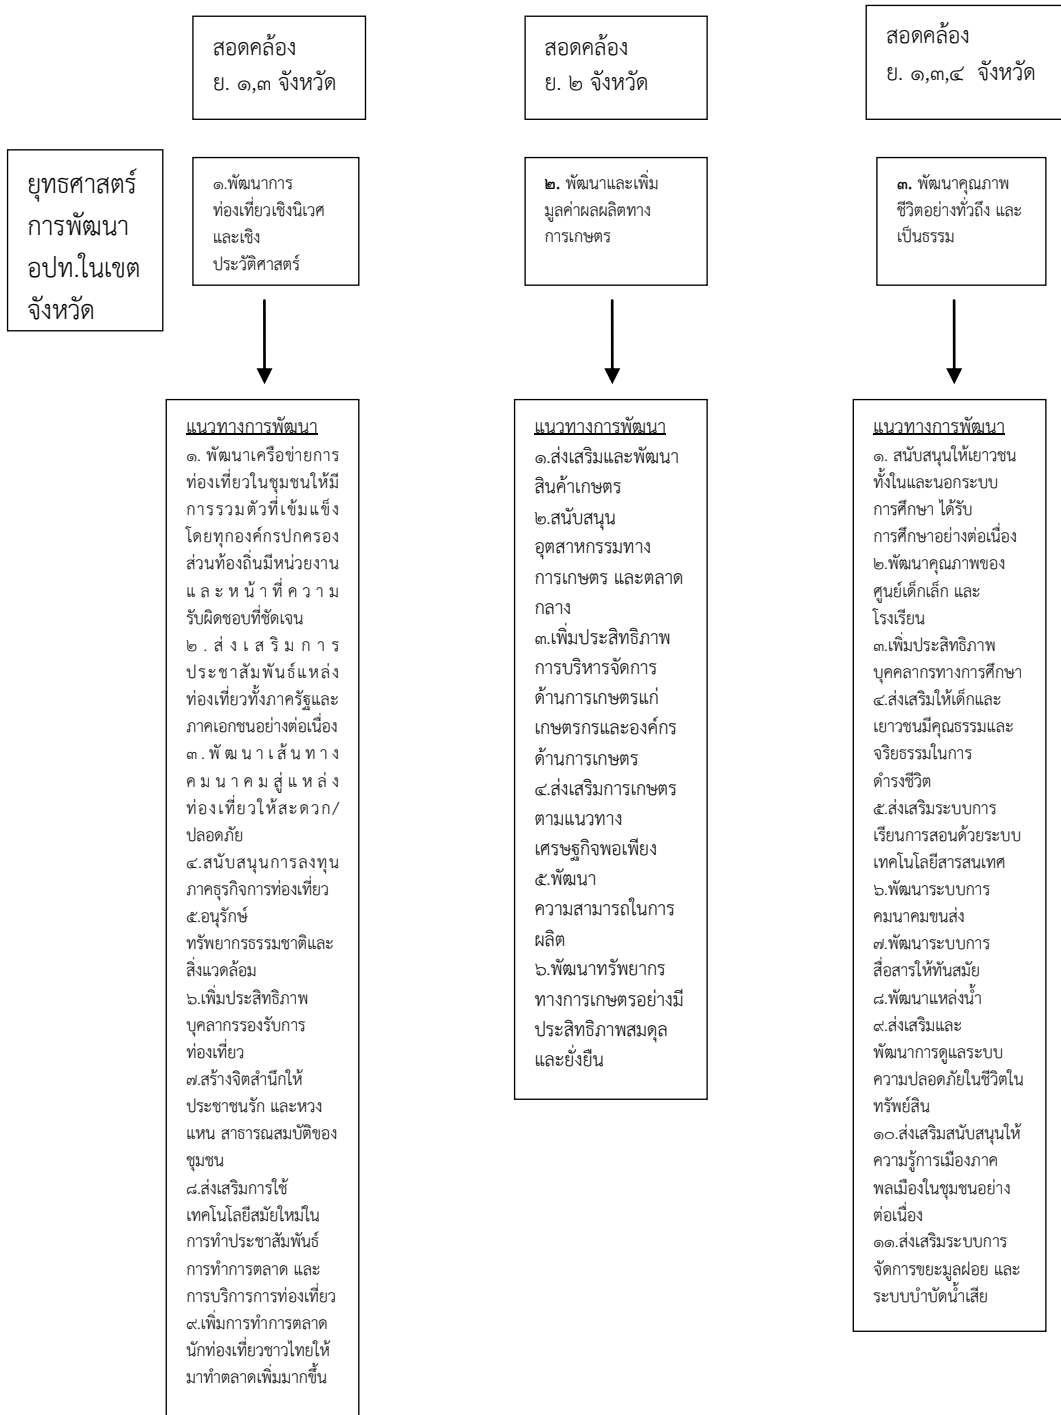 สอดคล้อง
ย. ๑,๓ จังหวัด
สอดคล้อง
ย. ๒ จังหวัด
สอดคล้อง
ย. ๑,๓,๔ จังหวัด
ยุทธศาสตร์
การพัฒนา
อปท.ในเขต
จังหวัด
๑.พัฒนาการ
ท่องเที่ยวเชิงนิเวศ
และเชิง
ประวัติศาสตร์
๒. พัฒนาและเพิ่ม
มูลค่าผลผลิตทาง
การเกษตร
๓. พัฒนาคุณภาพ
ชีวิตอย่างทั่วถึง และ
เป็นธรรม
แนวทางการพัฒนา
๑. พัฒนาเครือข่ายการ
ท่องเที่ยวในชุมชนให้มี
การรวมตัวที่เข้มแข็ง
โดยทุกองค์กรปกครอง
ส่วนท้องถิ่นมีหน่วยงาน
และหน้าที่ความ
รับผิดชอบที่ชัดเจน
๒.ส่งเสริมการ
ประชาสัมพันธ์แหล่ง
ท่องเที่ยวทั้งภาครัฐและ
ภาคเอกชนอย่างต่อเนื่อง
๓.พัฒนาเส้นทาง
คมนาคมสู่แหล่ง
ท่องเที่ยวให้สะดวก/
ปลอดภัย
๔.สนับสนุนการลงทุน
ภาคธุรกิจการท่องเที่ยว
๕.อนุรักษ์
ทรัพยากรธรรมชาติและ
สิ่งแวดล้อม
๖.เพิ่มประสิทธิภาพ
บุคลากรรองรับการ
ท่องเที่ยว
๗.สร้างจิตสำนึกให้
ประชาชนรัก และหวง
แหน สาธารณสมบัติของ
ชุมชน
๘.ส่งเสริมการใช้
เทคโนโลยีสมัยใหม่ใน
การทำประชาสัมพันธ์
การทำการตลาด และ
การบริการการท่องเที่ยว
๙.เพิ่มการทำการตลาด
นักท่องเที่ยวชาวไทยให้
มาทำตลาดเพิ่มมากขึ้น
แนวทางการพัฒนา
๑.ส่งเสริมและพัฒนา
สินค้าเกษตร
๒.สนับสนุน
อุตสาหกรรมทาง
การเกษตร และตลาด
กลาง
๓.เพิ่มประสิทธิภาพ
การบริหารจัดการ
ด้านการเกษตรแก่
เกษตรกรและองค์กร
ด้านการเกษตร
๔.ส่งเสริมการเกษตร
ตามแนวทาง
เศรษฐกิจพอเพียง
๕.พัฒนา
ความสามารถในการ
ผลิต
๖.พัฒนาทรัพยากร
ทางการเกษตรอย่างมี
ประสิทธิภาพสมดุล
และยั่งยืน
แนวทางการพัฒนา
๑. สนับสนุนให้เยาวชน
ทั้งในและนอกระบบ
การศึกษา ได้รับ
การศึกษาอย่างต่อเนื่อง
๒.พัฒนาคุณภาพของ
ศูนย์เด็กเล็ก และ
โรงเรียน
๓.เพิ่มประสิทธิภาพ
บุคคลากรทางการศึกษา
๔.ส่งเสริมให้เด็กและ
เยาวชนมีคุณธรรมและ
จริยธรรมในการ
ดำรงชีวิต
๕.ส่งเสริมระบบการ
เรียนการสอนด้วยระบบ
เทคโนโลยีสารสนเทศ
๖.พัฒนาระบบการ
คมนาคมขนส่ง
๗.พัฒนาระบบการ
สื่อสารให้ทันสมัย
๘.พัฒนาแหล่งน้ำ
๙.ส่งเสริมและ
พัฒนาการดูแลระบบ
ความปลอดภัยในชีวิตใน
ทรัพย์สิน
๑๐.ส่งเสริมสนับสนุนให้
ความรู้การเมืองภาค
พลเมืองในชุมชนอย่าง
ต่อเนื่อง
๑๑.ส่งเสริมระบบการ
จัดการขยะมูลฝอย และ
ระบบบำบัดน้ำเสีย